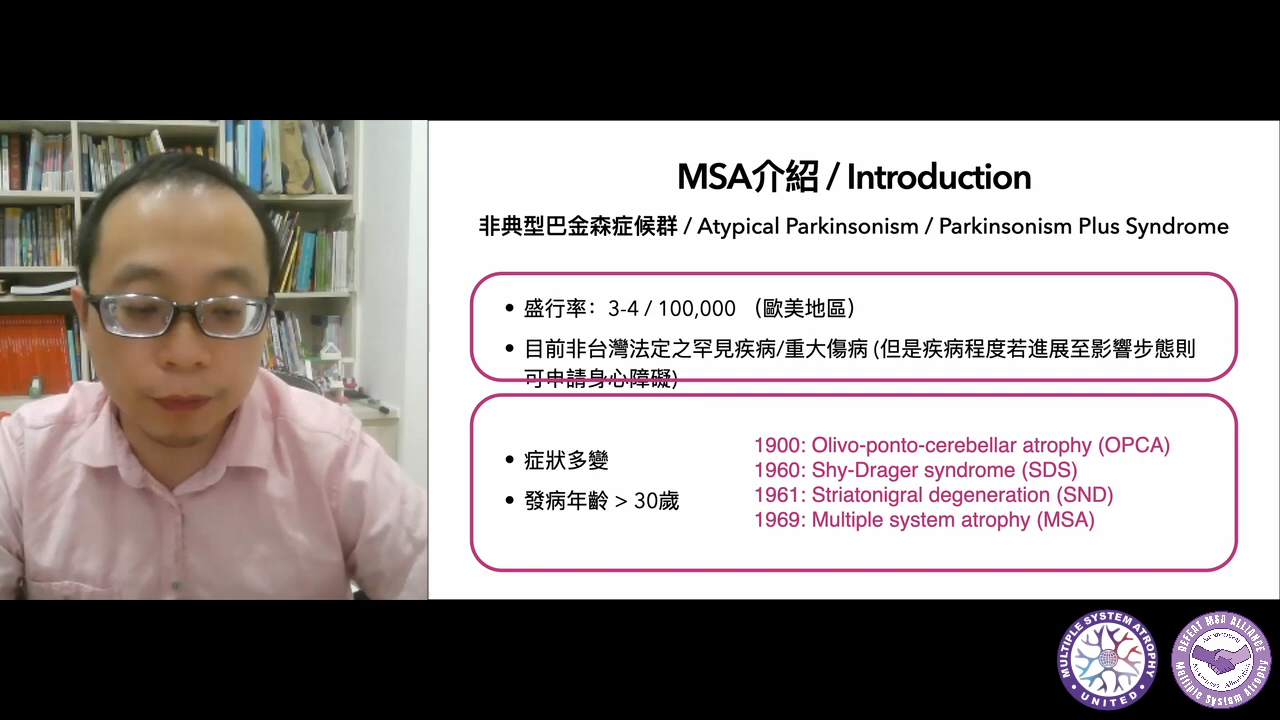 MSA介紹 / Introduction
非典型巴金森症候群 / Atypical Parkinsonism / Parkinsonism Plus Syndrome
• 盛行率：3-4 / 100,000 （歐美地區）
• 目前非台灣法定之罕見疾病/重大傷病 (但是疾病程度若進展至影響步態則
可申請身心障礙)
• 症狀多變
• 發病年齡 > 30歲
1900: Olivo-ponto-cerebellar atrophy (OPCA)
1960: Shy-Drager syndrome (SDS)
1961: Striatonigral degeneration (SND)
1969: Multiple system atrophy (MSA)
MULTIPLE SYSTEM ATROPHY
• UNITED •
DEFEAT MSA ALLIANCE
Multiple System Atrophy